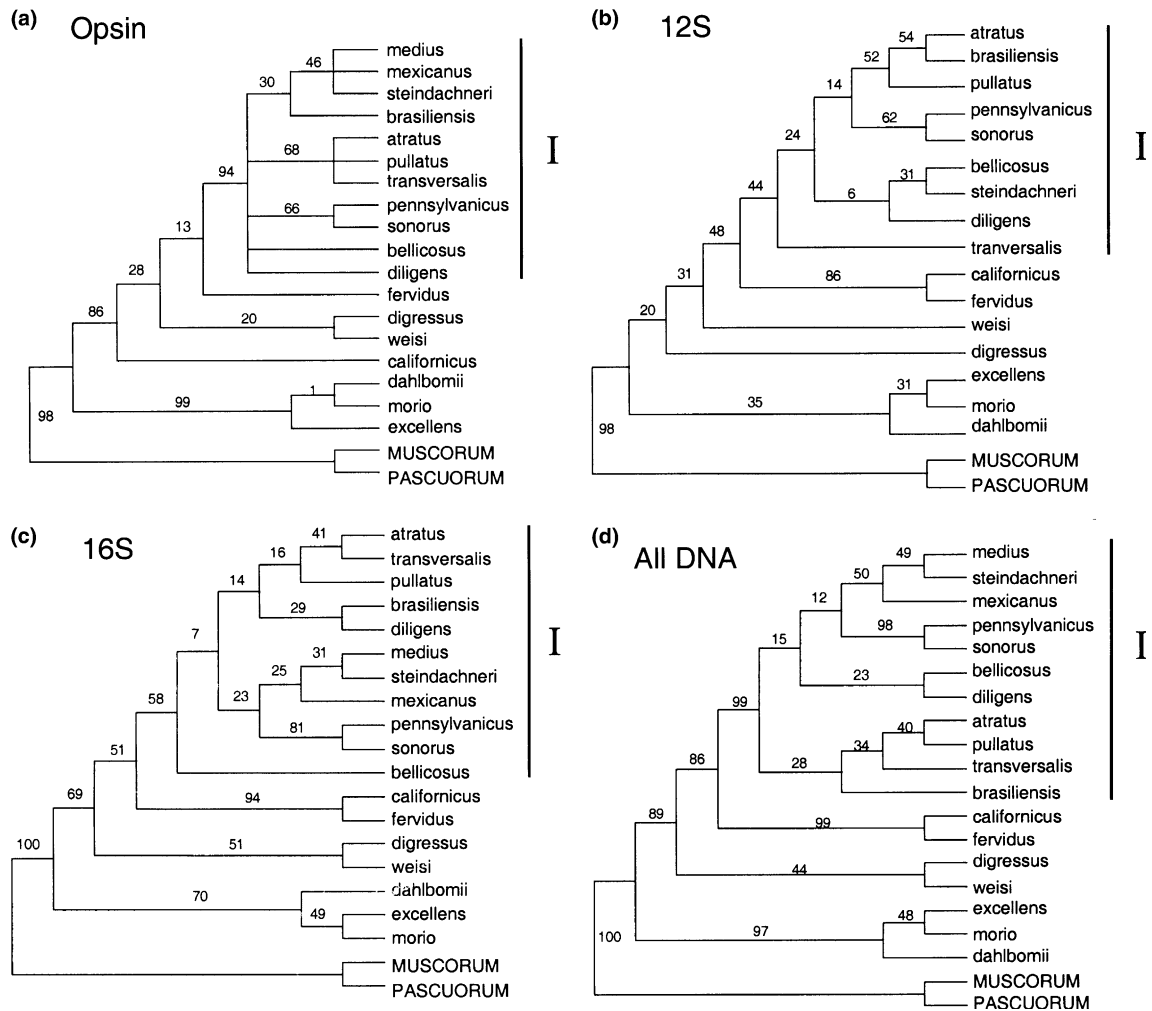 (a) Opsin
46 medius
mexicanus
30 steindachneri
brasiliensis
atratus
68 pullatus
94 transversalis
66 pennsylvanicus
sonorus
13 bellicosus
diligens
28 fervidus
20 digressus
86 weisi
californicus
1 dahlbomii
99 morio
98 excellens
MUSCORUM
PASCUORUM
I
(b) 12S
54 atratus
52 brasiliensis
14 pullatus
62 pennsylvanicus
24 sonorus
31 bellicosus
44 6 steindachneri
diligens
48 tranversalis
86 californicus
31 fervidus
weisi
20 digressus
31 excellens
35 morio
98 dahlbomii
MUSCORUM
PASCUORUM
I
(c) 16S
41 atratus
16 transversalis
14 pullatus
29 brasiliensis
7 diligens
31 medius
25 steindachneri
23 mexicanus
58 81 pennsylvanicus
sonorus
51 bellicosus
69 94 californicus
fervidus
100 51 digressus
weisi
70 dahlbomii
49 excellens
morio
MUSCORUM
PASCUORUM
I
(d) All DNA
49 medius
50 steindachneri
12 mexicanus
98 pennsylvanicus
15 sonorus
23 bellicosus
99 diligens
40 atratus
34 pullatus
86 28 transversalis
brasiliensis
89 99 californicus
fervidus
44 digressus
weisi
48 excellens
100 97 morio
dahlbomii
MUSCORUM
PASCUORUM
I